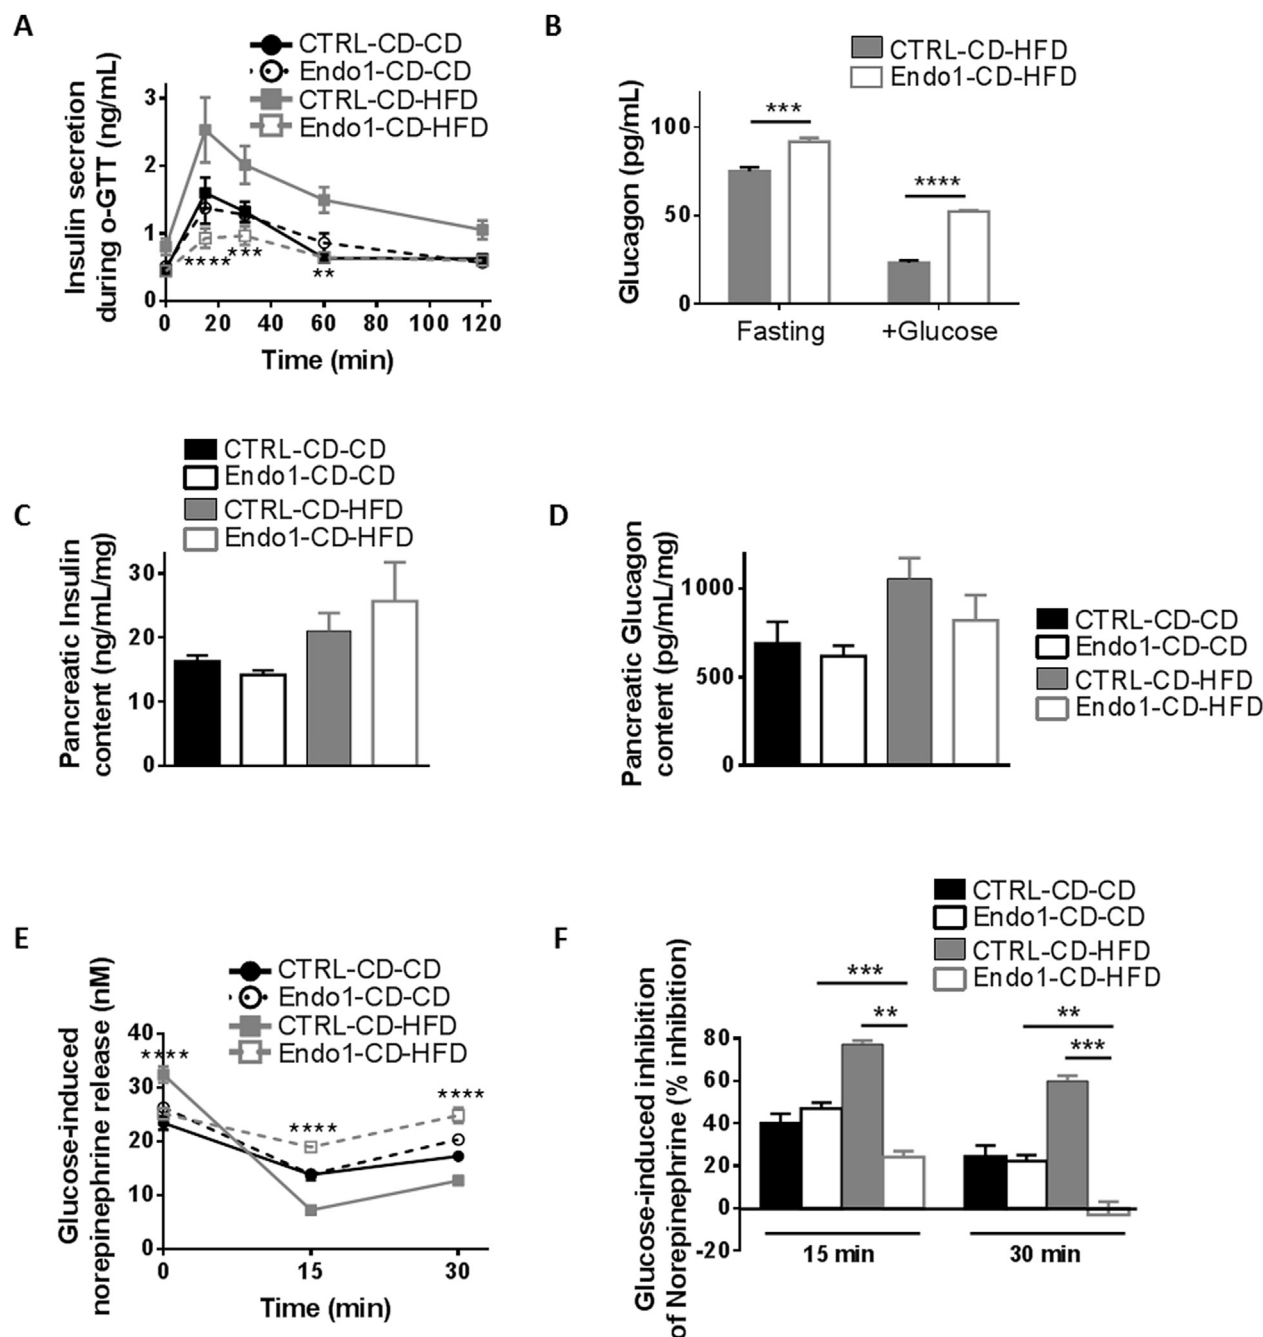 A
CTRL-CD-CD
Endo1-CD-CD
CTRL-CD-HFD
Endo1-CD-HFD
Insulin secretion
during o-GTT (ng/mL)
3
2
1
0
****
***
**
0 20 40 60 80 100 120
Time (min)
B
CTRL-CD-HFD
Endo1-CD-HFD
Glucagon (pg/mL)
100
50
0
***
****
Fasting
+Glucose
C
CTRL-CD-CD
Endo1-CD-CD
CTRL-CD-HFD
Endo1-CD-HFD
Pancreatic Insulin
content (ng/mL/mg)
30
20
10
0
D
Pancreatic Glucagon
content (pg/mL/mg)
1000
500
0
CTRL-CD-CD
Endo1-CD-CD
CTRL-CD-HFD
Endo1-CD-HFD
E
CTRL-CD-CD
Endo1-CD-CD
CTRL-CD-HFD
Endo1-CD-HFD
Glucose-induced
norepinephrine release (nM)
40
30
20
10
0
****
****
****
0 15 30
Time (min)
F
CTRL-CD-CD
Endo1-CD-CD
CTRL-CD-HFD
Endo1-CD-HFD
Glucose-induced inhibition
of Norepinephrine (% inhibition)
80
60
40
20
0
-20
***
**
**
***
15 min
30 min